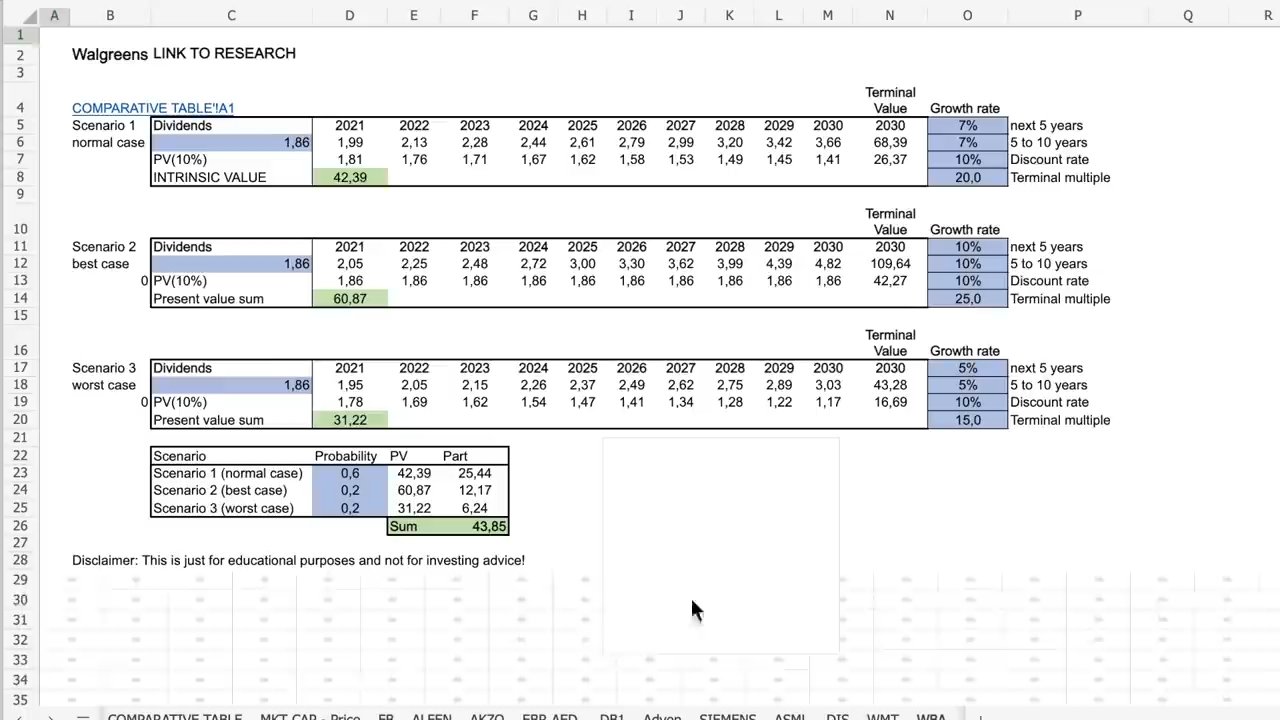 A B C D E F G H I J K L M N O P Q R
1
2 Walgreens LINK TO RESEARCH
3
Terminal
4 COMPARATIVE TABLE'!A1 Value Growth rate
5 Scenario 1 Dividends 2021 2022 2023 2024 2025 2026 2027 2028 2029 2030 2030 7% next 5 years
6 normal case 1,86 1,99 2,13 2,28 2,44 2,61 2,79 2,99 3,20 3,42 3,66 68,39 7% 5 to 10 years
7 PV(10%) 1,81 1,76 1,71 1,67 1,62 1,58 1,53 1,49 1,45 1,41 26,37 10% Discount rate
8 INTRINSIC VALUE 42,39 20,0 Terminal multiple
9
Terminal
10 Value Growth rate
11 Scenario 2 Dividends 2021 2022 2023 2024 2025 2026 2027 2028 2029 2030 2030 10% next 5 years
12 best case 1,86 2,05 2,25 2,48 2,72 3,00 3,30 3,62 3,99 4,39 4,82 109,64 10% 5 to 10 years
13 0 PV(10%) 1,86 1,86 1,86 1,86 1,86 1,86 1,86 1,86 1,86 1,86 42,27 10% Discount rate
14 Present value sum 60,87 25,0 Terminal multiple
15
Terminal
16 Value Growth rate
17 Scenario 3 Dividends 2021 2022 2023 2024 2025 2026 2027 2028 2029 2030 2030 5% next 5 years
18 worst case 1,86 1,95 2,05 2,15 2,26 2,37 2,49 2,62 2,75 2,89 3,03 43,28 5% 5 to 10 years
19 0 PV(10%) 1,78 1,69 1,62 1,54 1,47 1,41 1,34 1,28 1,22 1,17 16,69 10% Discount rate
20 Present value sum 31,22 15,0 Terminal multiple
21
22 Scenario Probability PV Part
23 Scenario 1 (normal case) 0,6 42,39 25,44
24 Scenario 2 (best case) 0,2 60,87 12,17
25 Scenario 3 (worst case) 0,2 31,22 6,24
26 Sum 43,85
27
28 Disclaimer: This is just for educational purposes and not for investing advice!
29
30
31
32
33
34
35
COMPARATIVE TABLE MKT CAP - Price FB ALFEN AKZO EBR AED DB1 Adyen SIEMENS ASML DIS WMT WBA